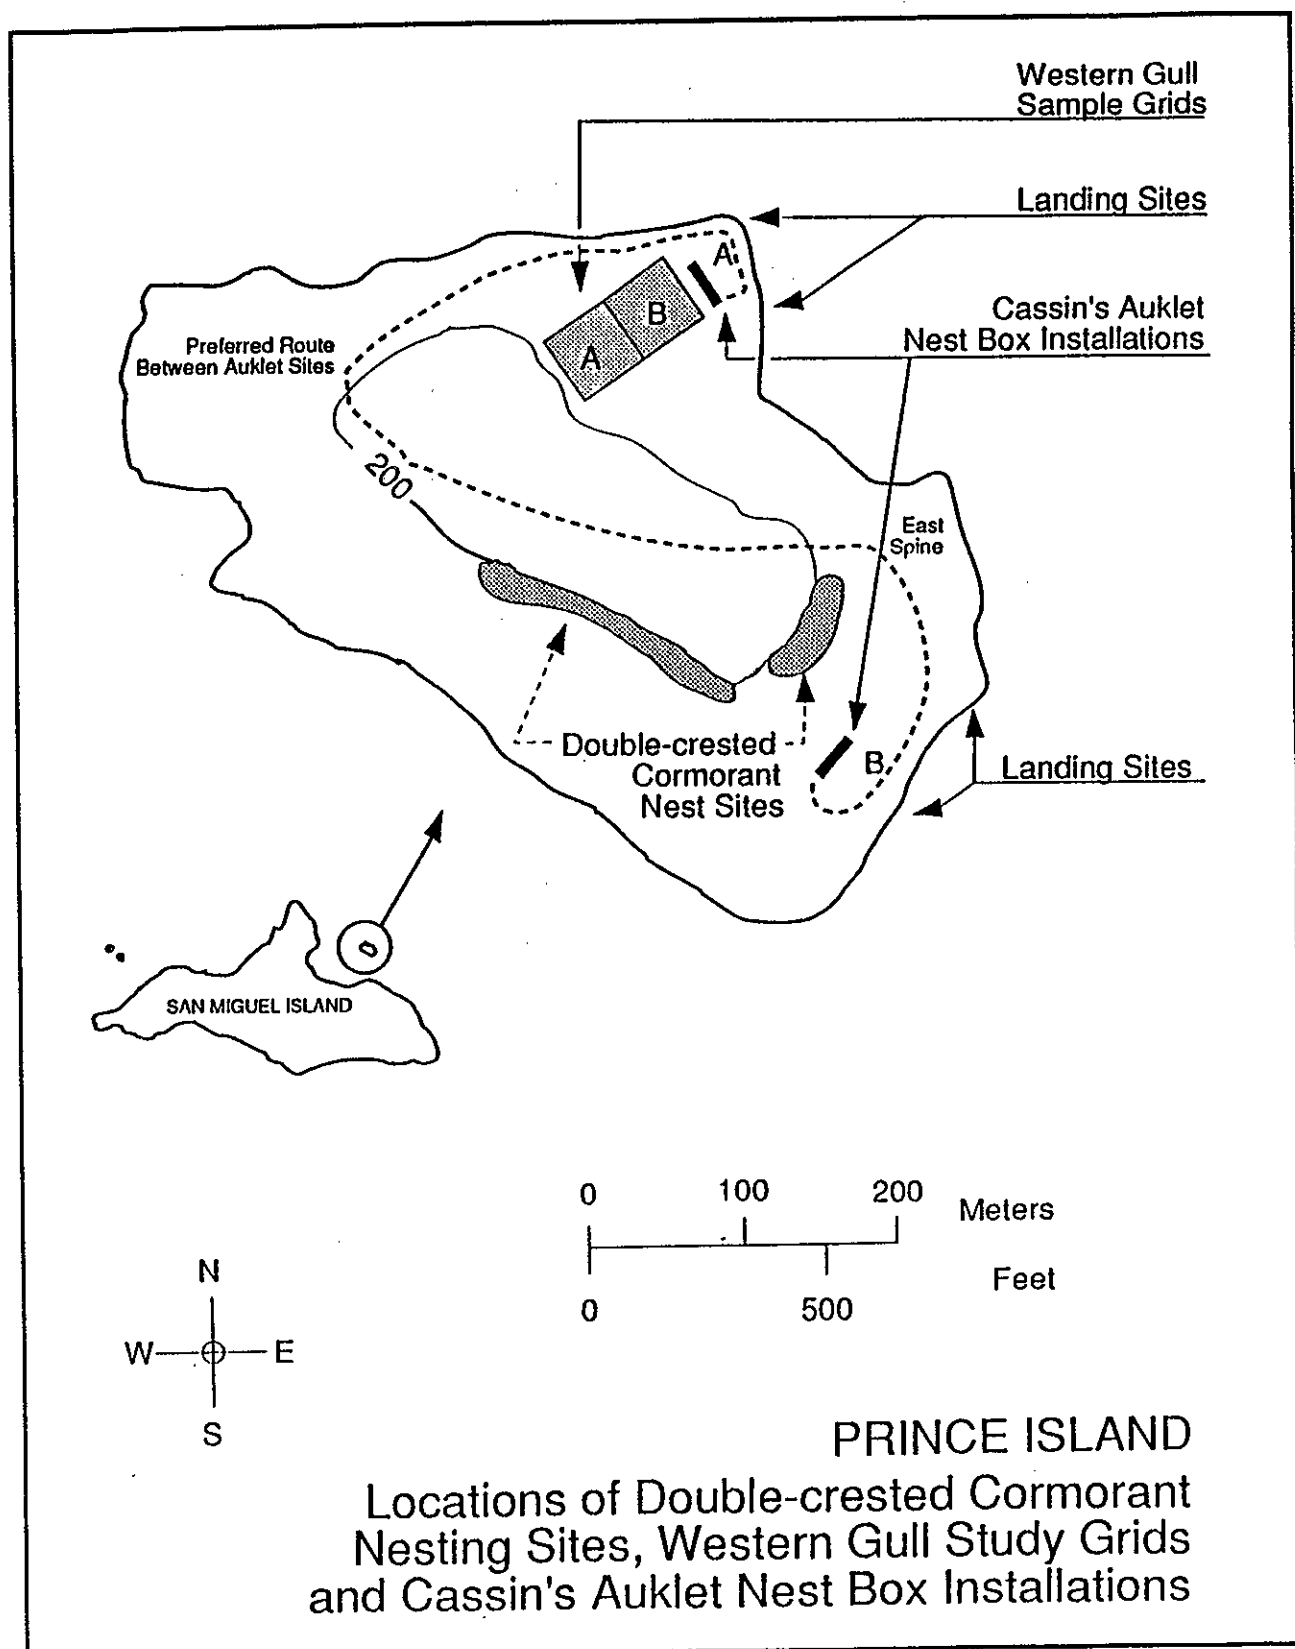 Western Gull
Sample Grids
Landing Sites
Cassin's Auklet
Nest Box Installations
A
B
A
Preferred Route
Between Auklet Sites
200
East
Spine
Double-crested
Cormorant
Nest Sites
B
Landing Sites
SAN MIGUEL ISLAND
0 100 200 Meters
Feet
0 500
N
W E
S
PRINCE ISLAND
Locations of Double-crested Cormorant
Nesting Sites, Western Gull Study Grids
and Cassin's Auklet Nest Box Installations